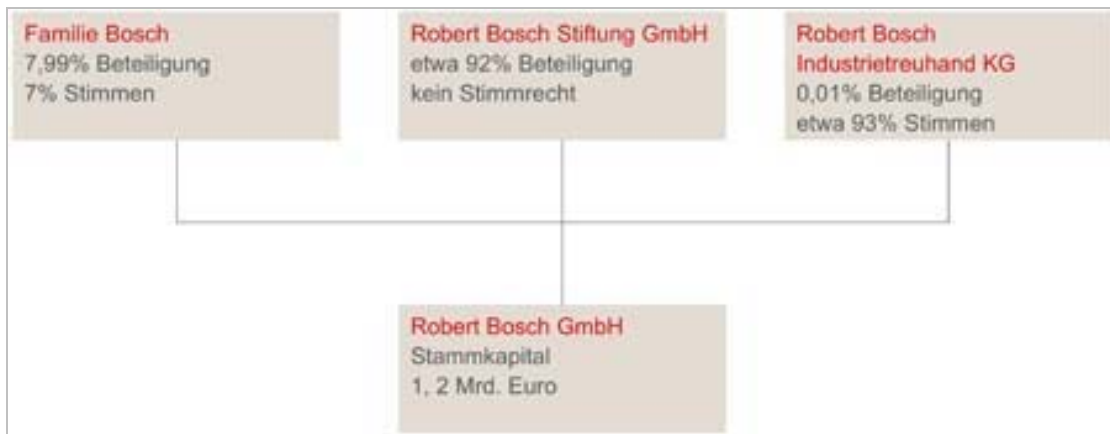 Familie Bosch
7,99% Beteiligung
7% Stimmen
Robert Bosch Stiftung GmbH
etwa 92% Beteiligung
kein Stimmrecht
Robert Bosch
Industrietreuhand KG
0,01% Beteiligung
etwa 93% Stimmen
Robert Bosch GmbH
Stammkapital
1, 2 Mrd. Euro